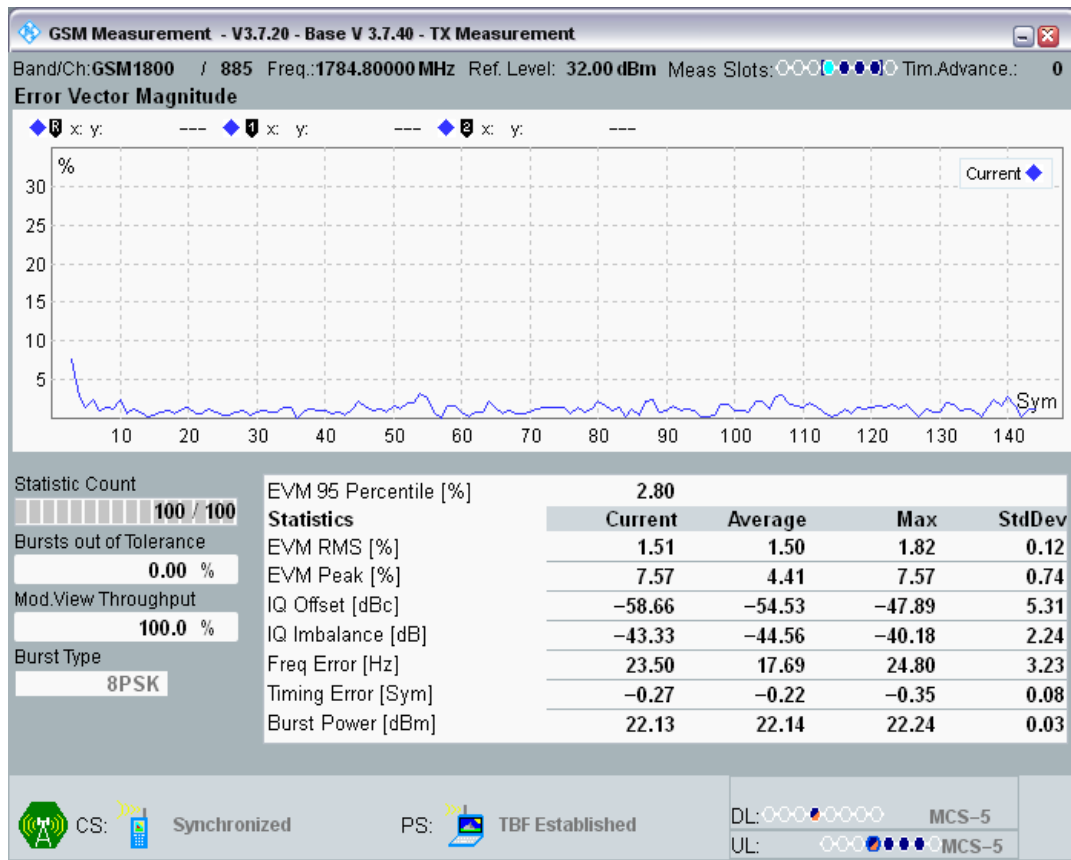 GSM Measurement - V3.7.20 - Base V 3.7.40 - TX Measurement
Band/Ch:GSM1800 / 885 Freq.:1784.80000 MHz Ref. Level: 32.00 dBm Meas Slots: Tim.Advance.: 0
Error Vector Magnitude
R x: y: --- 1 x: y: --- 2 x: y: ---
%
Current
30
25
20
15
10
5
Sym
10 20 30 40 50 60 70 80 90 100 110 120 130 140
Statistic Count
100 / 100
Bursts out of Tolerance
0.00 %
Mod.View Throughput
100.0 %
Burst Type
8PSK
EVM 95 Percentile [%] 2.80
Statistics Current Average Max StdDev
EVM RMS [%] 1.51 1.50 1.82 0.12
EVM Peak [%] 7.57 4.41 7.57 0.74
IQ Offset [dBc] −58.66 −54.53 −47.89 5.31
IQ Imbalance [dB] −43.33 −44.56 −40.18 2.24
Freq Error [Hz] 23.50 17.69 24.80 3.23
Timing Error [Sym] −0.27 −0.22 −0.35 0.08
Burst Power [dBm] 22.13 22.14 22.24 0.03
CS: Synchronized PS: TBF Established
DL: MCS−5
UL: MCS−5